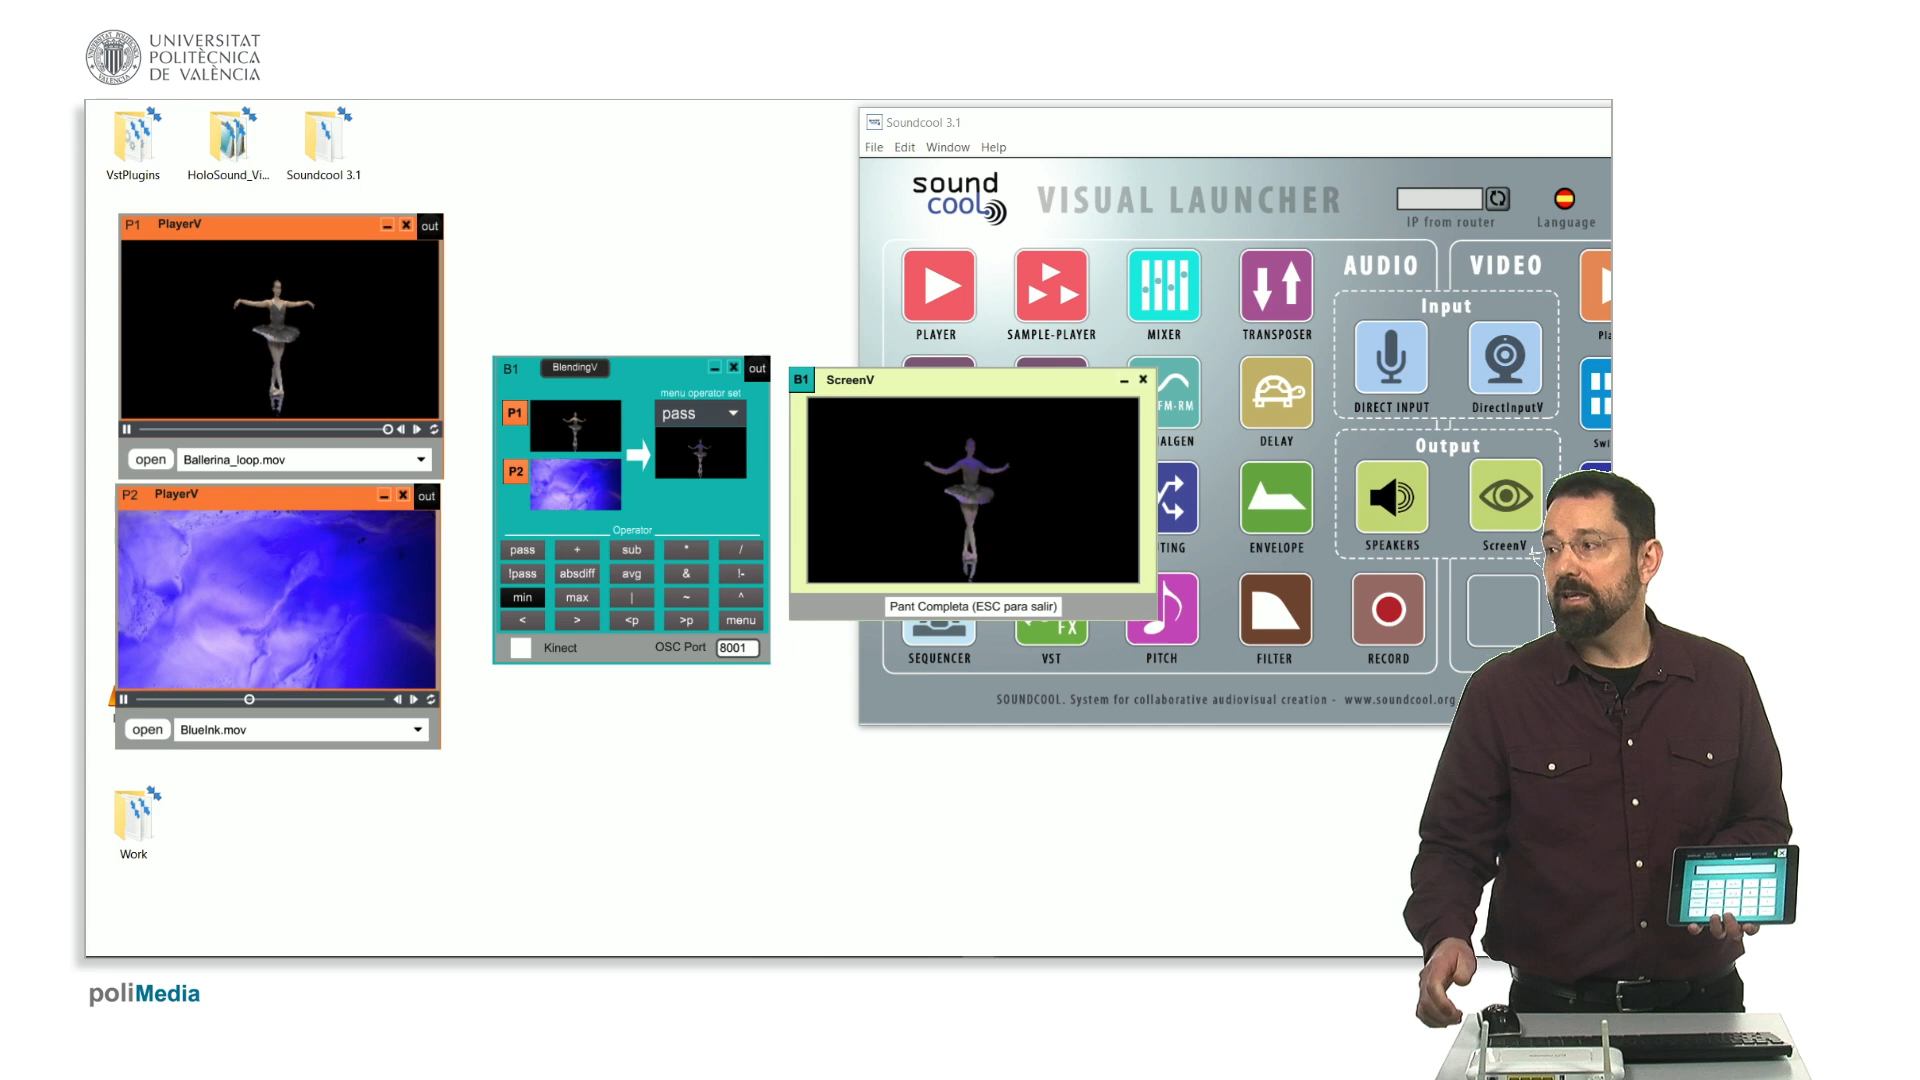 UNIVERSITAT
POLITÈCNICA
DE VALÈNCIA
VstPlugins
HoloSound_Vi...
Soundcool 3.1
Soundcool 3.1
File Edit Window Help
sound
cool
VISUAL LAUNCHER
IP from router
Language
P1 PlayerV
out
open Ballerina_loop.mov
P2 PlayerV
out
open BlueInk.mov
Work
B1 BlendingV
out
menu operator set
P1
pass
P2
Operator
pass + sub * /
!pass absdiff avg & !-
min max | ~ ^
< > <p >p menu
Kinect OSC Port 8001
B1 ScreenV
Pant Completa (ESC para salir)
AUDIO VIDEO
Input
PLAYER SAMPLE-PLAYER MIXER TRANSPOSER
DIRECT INPUT DirectInputV
FM-RM
ALGEN DELAY
Output
TING ENVELOPE SPEAKERS ScreenV
FX
SEQUENCER VST PITCH FILTER RECORD
SOUNDCOOL. System for collaborative audiovisual creation - www.soundcool.org
poliMedia